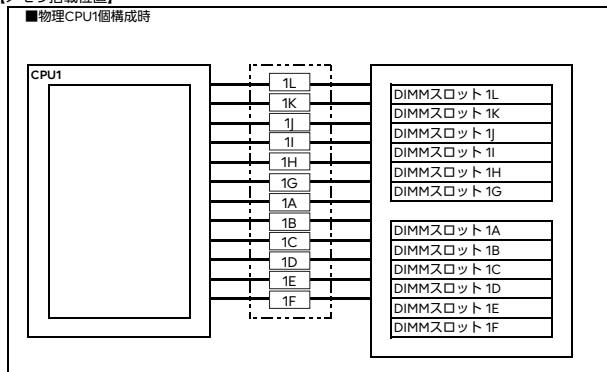 ■物理CPU1個構成時
CPU1
1L
1K
1J
1I
1H
1G
1A
1B
1C
1D
1E
1F
DIMMスロット 1L
DIMMスロット 1K
DIMMスロット 1J
DIMMスロット 1I
DIMMスロット 1H
DIMMスロット 1G
DIMMスロット 1A
DIMMスロット 1B
DIMMスロット 1C
DIMMスロット 1D
DIMMスロット 1E
DIMMスロット 1F